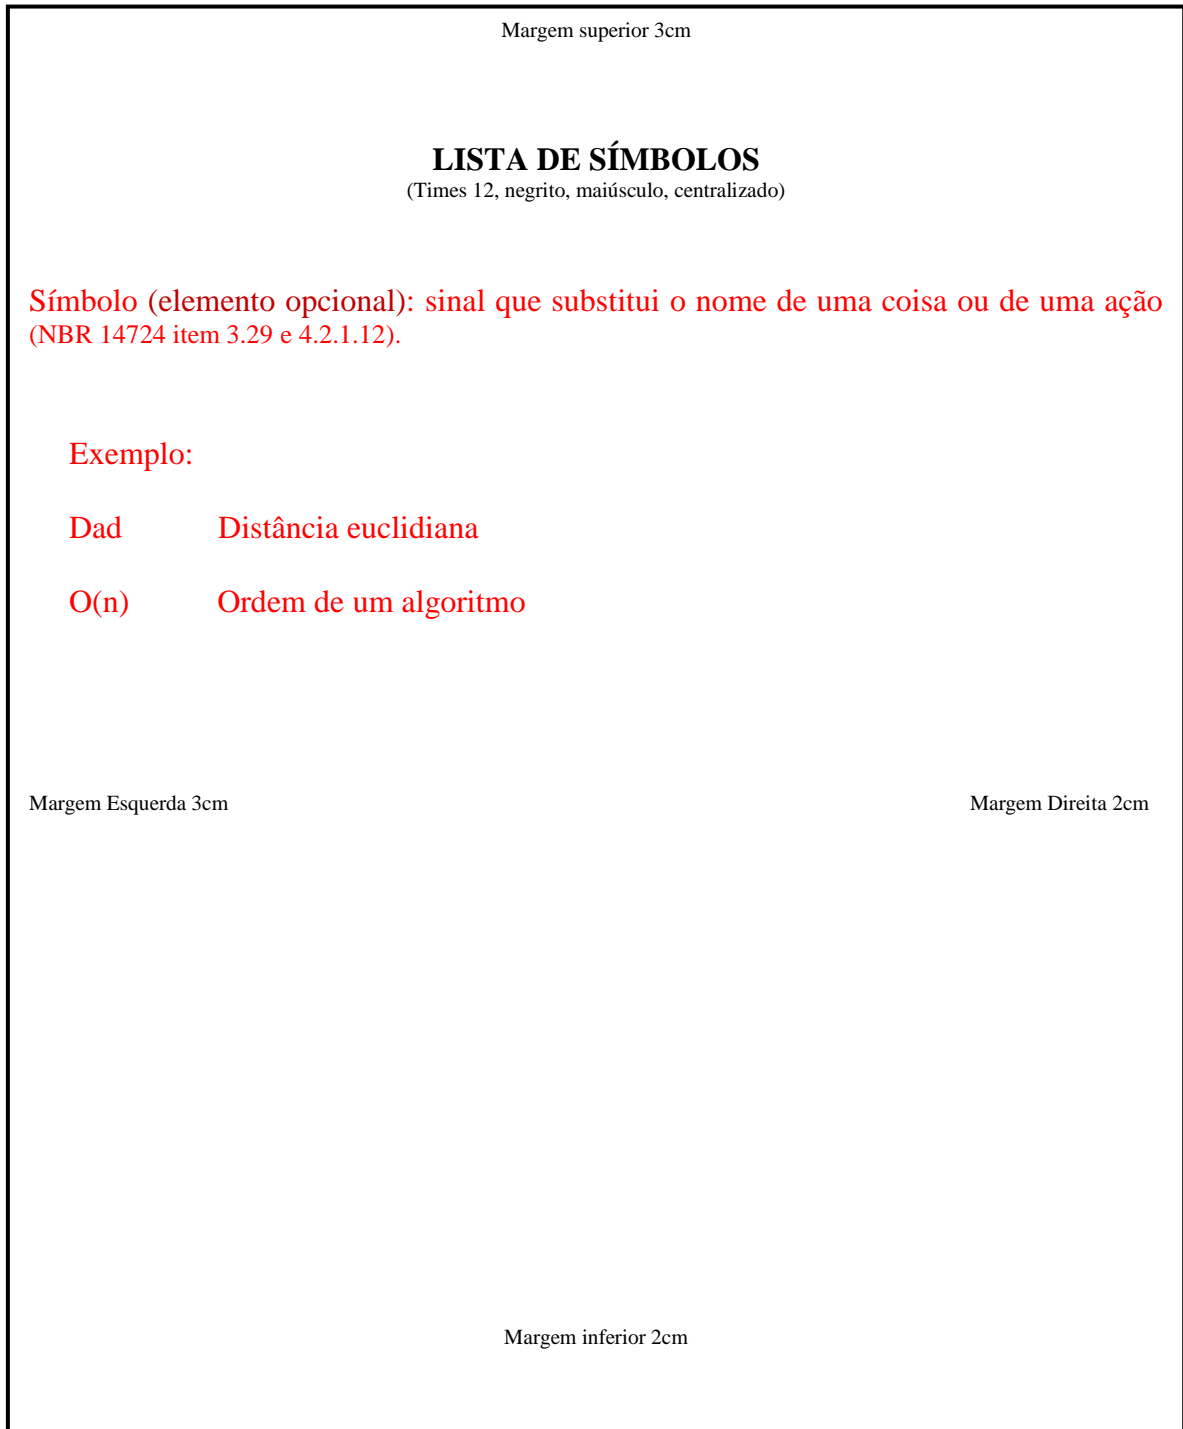 Margem superior 3cm
LISTA DE SÍMBOLOS
(Times 12, negrito, maiúsculo, centralizado)
Símbolo (elemento opcional): sinal que substitui o nome de uma coisa ou de uma ação
(NBR 14724 item 3.29 e 4.2.1.12).
Exemplo:
Dad Distância euclidiana
O(n) Ordem de um algoritmo
Margem Esquerda 3cm Margem Direita 2cm
Margem inferior 2cm